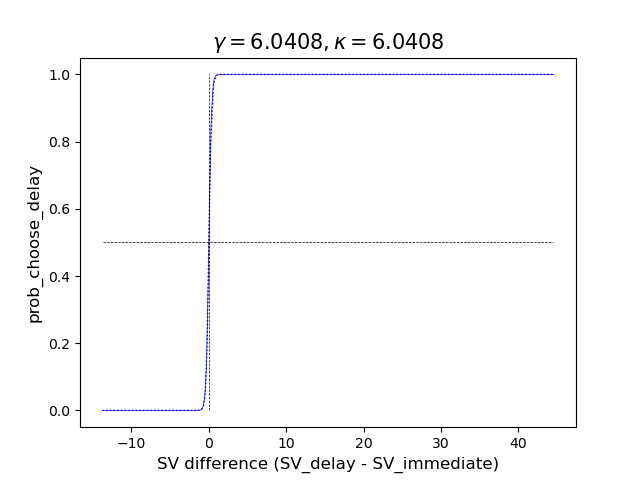 γ = 6.0408, κ = 6.0408
1.0
0.8
0.6
0.4
0.2
0.0
prob_choose_delay
−10 0 10 20 30 40
SV difference (SV_delay - SV_immediate)